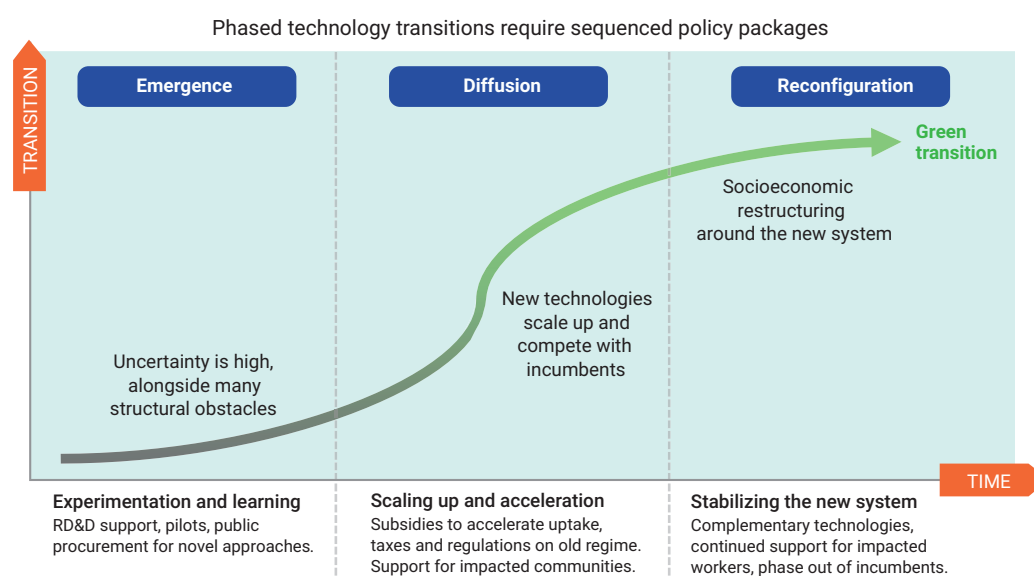 Phased technology transitions require sequenced policy packages
TRANSITION
Emergence
Diffusion
Reconfiguration
Green
transition
Socioeconomic
restructuring
around the new system
New technologies
scale up and
compete with
incumbents
Uncertainty is high,
alongside many
structural obstacles
TIME
Experimentation and learning
RD&D support, pilots, public
procurement for novel approaches.
Scaling up and acceleration
Subsidies to accelerate uptake,
taxes and regulations on old regime.
Support for impacted communities.
Stabilizing the new system
Complementary technologies,
continued support for impacted
workers, phase out of incumbents.